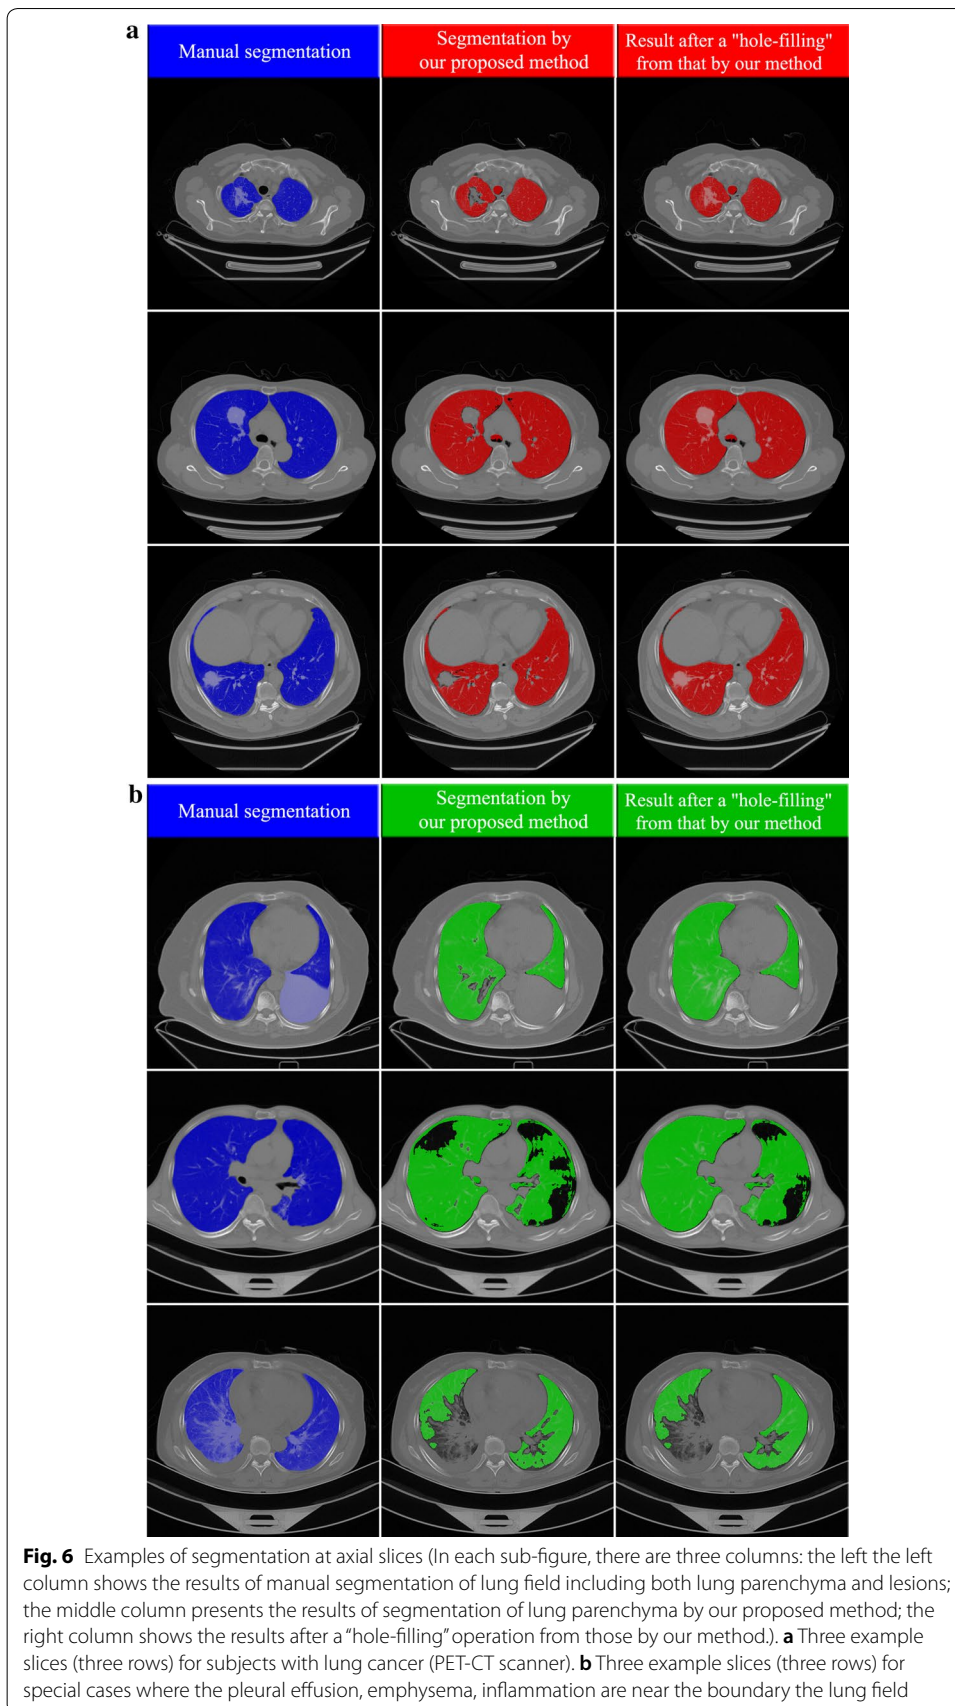 a
Manual segmentation
Segmentation by
our proposed method
Result after a "hole-filling"
from that by our method
b
Manual segmentation
Segmentation by
our proposed method
Result after a "hole-filling"
from that by our method
Fig. 6 Examples of segmentation at axial slices (In each sub-figure, there are three columns: the left the left
column shows the results of manual segmentation of lung field including both lung parenchyma and lesions;
the middle column presents the results of segmentation of lung parenchyma by our proposed method; the
right column shows the results after a “hole-filling” operation from those by our method.). a Three example
slices (three rows) for subjects with lung cancer (PET-CT scanner). b Three example slices (three rows) for
special cases where the pleural effusion, emphysema, inflammation are near the boundary the lung field